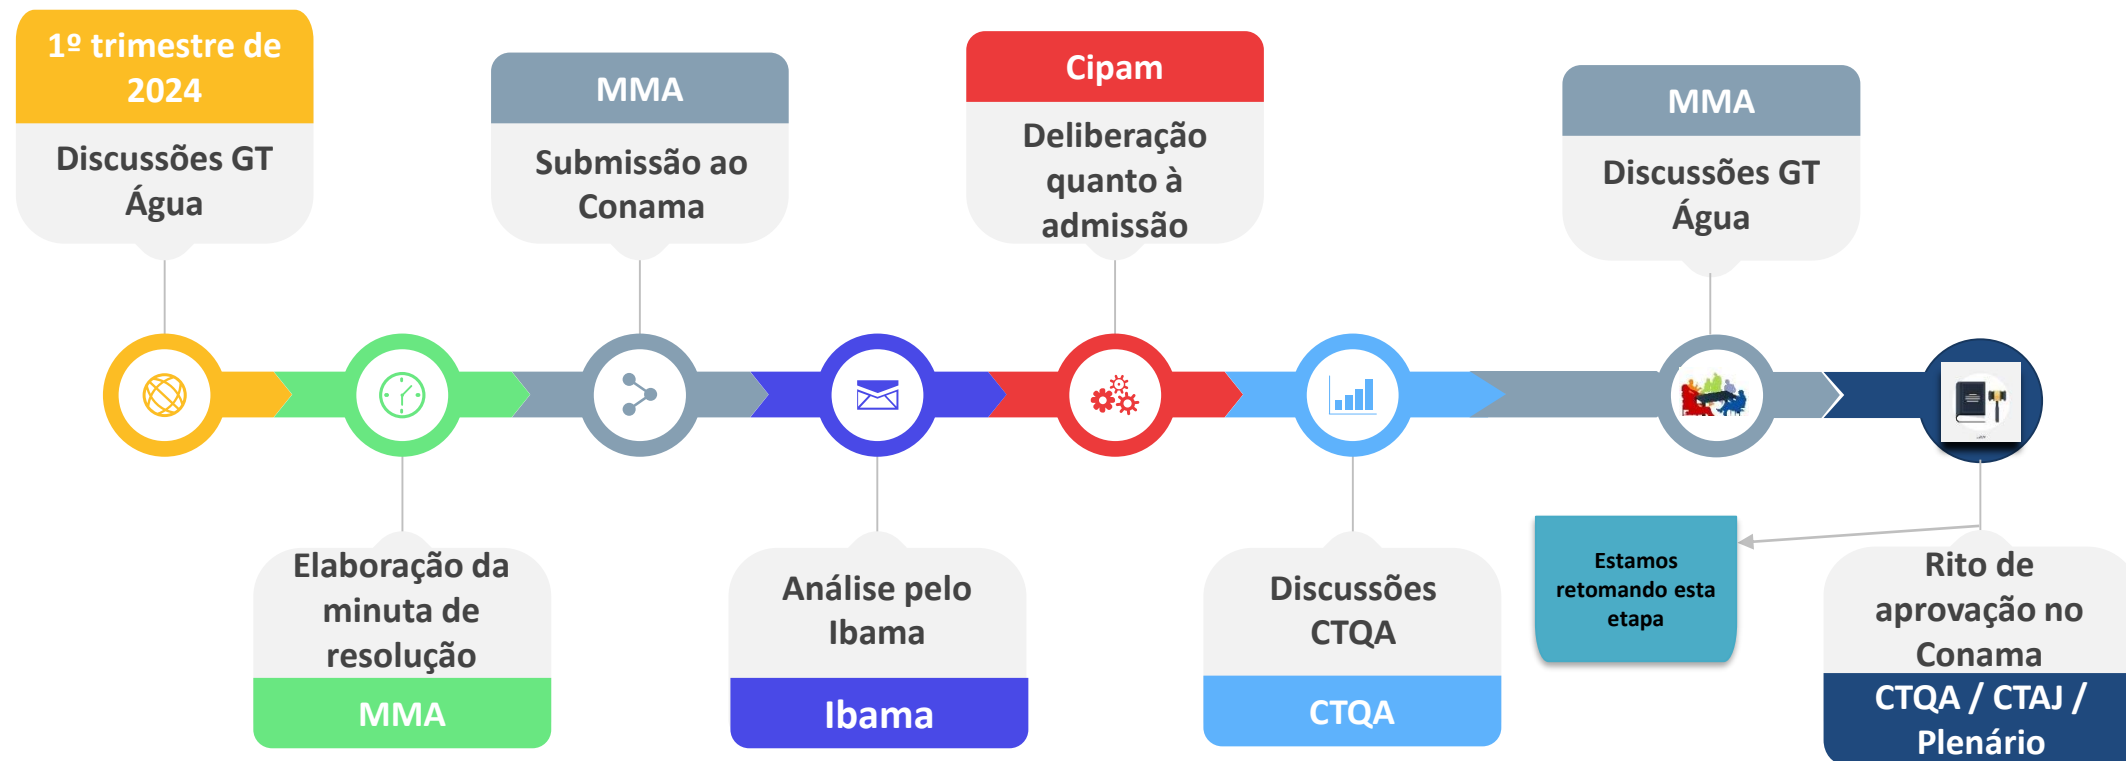 1º trimestre de
2024
Discussões GT
Água
MMA
Submissão ao
Conama
Cipam
Deliberação
quanto à
admissão
MMA
Discussões GT
Água
Elaboração da
minuta de
resolução
MMA
Análise pelo
Ibama
Ibama
Discussões
CTQA
CTQA
Estamos
retomando esta
etapa
Rito de
aprovação no
Conama
CTQA / CTAJ /
Plenário